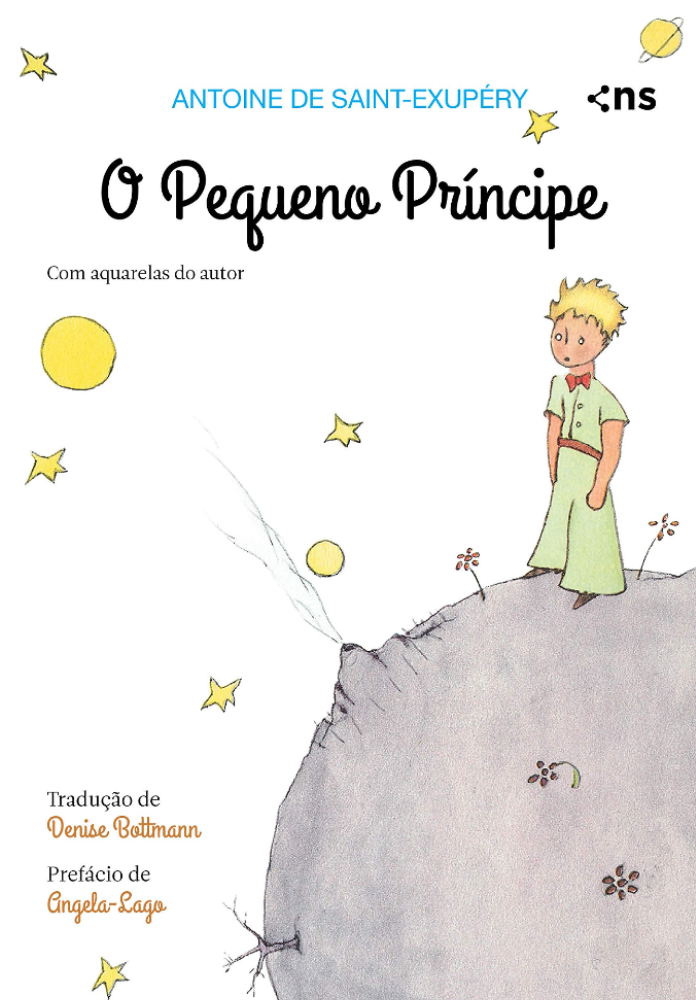 ANTOINE DE SAINT-EXUPÉRY
ns
O Pequeno Príncipe
Com aquarelas do autor
Tradução de
Denise Bottmann
Prefácio de
Angela-Lago